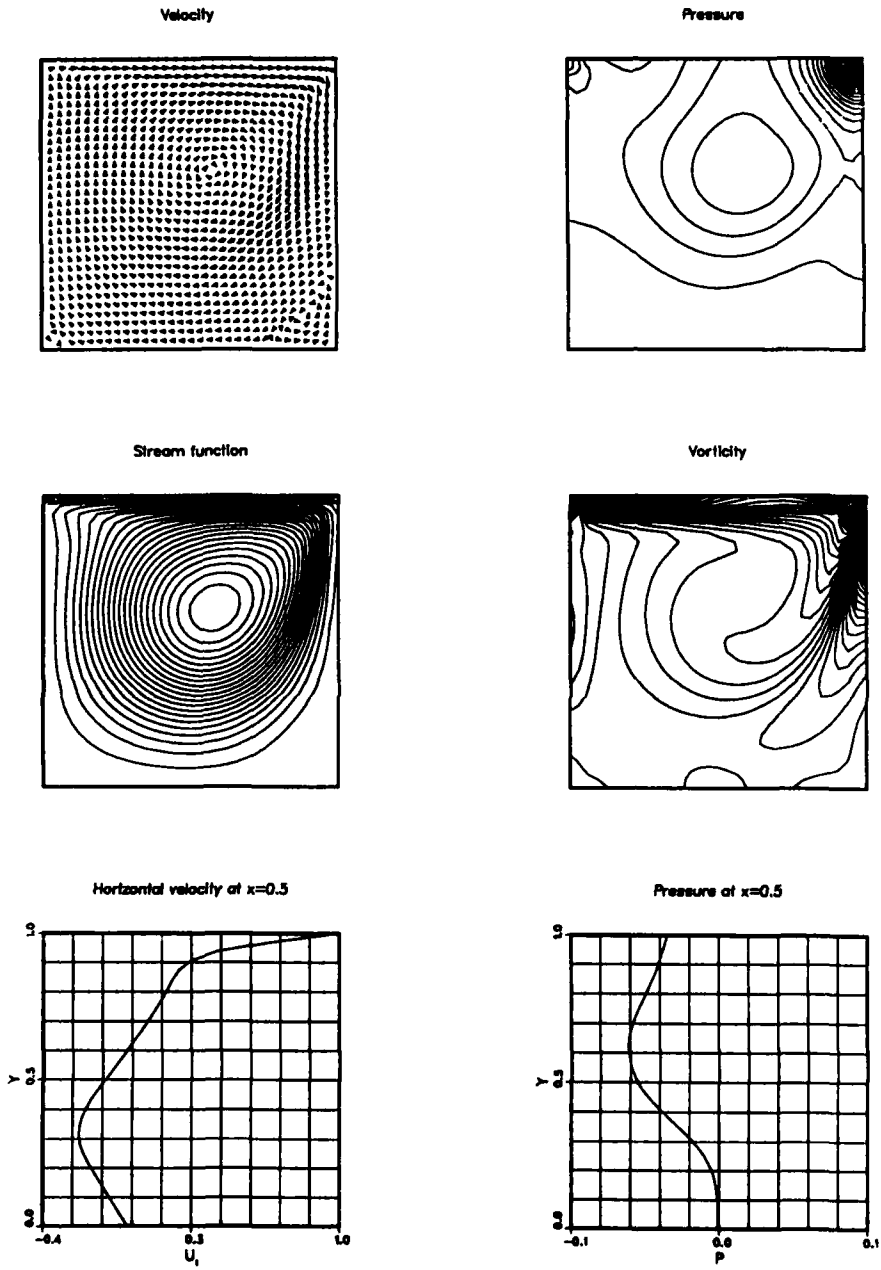 Velocity
Pressure
Stream function
Vorticity
Horizontal velocity at x=0.5
1.0
0.5
0.0
Y
-0.4
0.3
1.0
U₁
Pressure at x=0.5
1.0
0.5
0.0
Y
-0.1
0.0
0.1
P